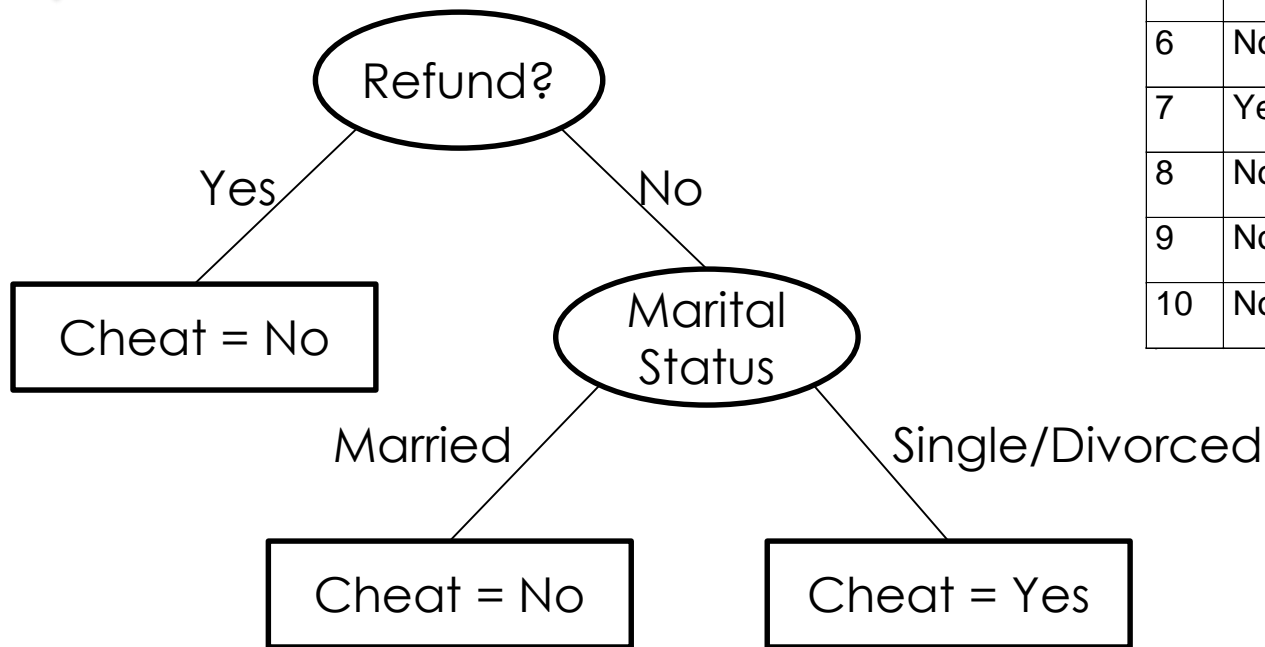 Refund?
Yes
No
Cheat = No
Marital
Status
Married
Single/Divorced
Cheat = No
Cheat = Yes
6
7
8
9
10